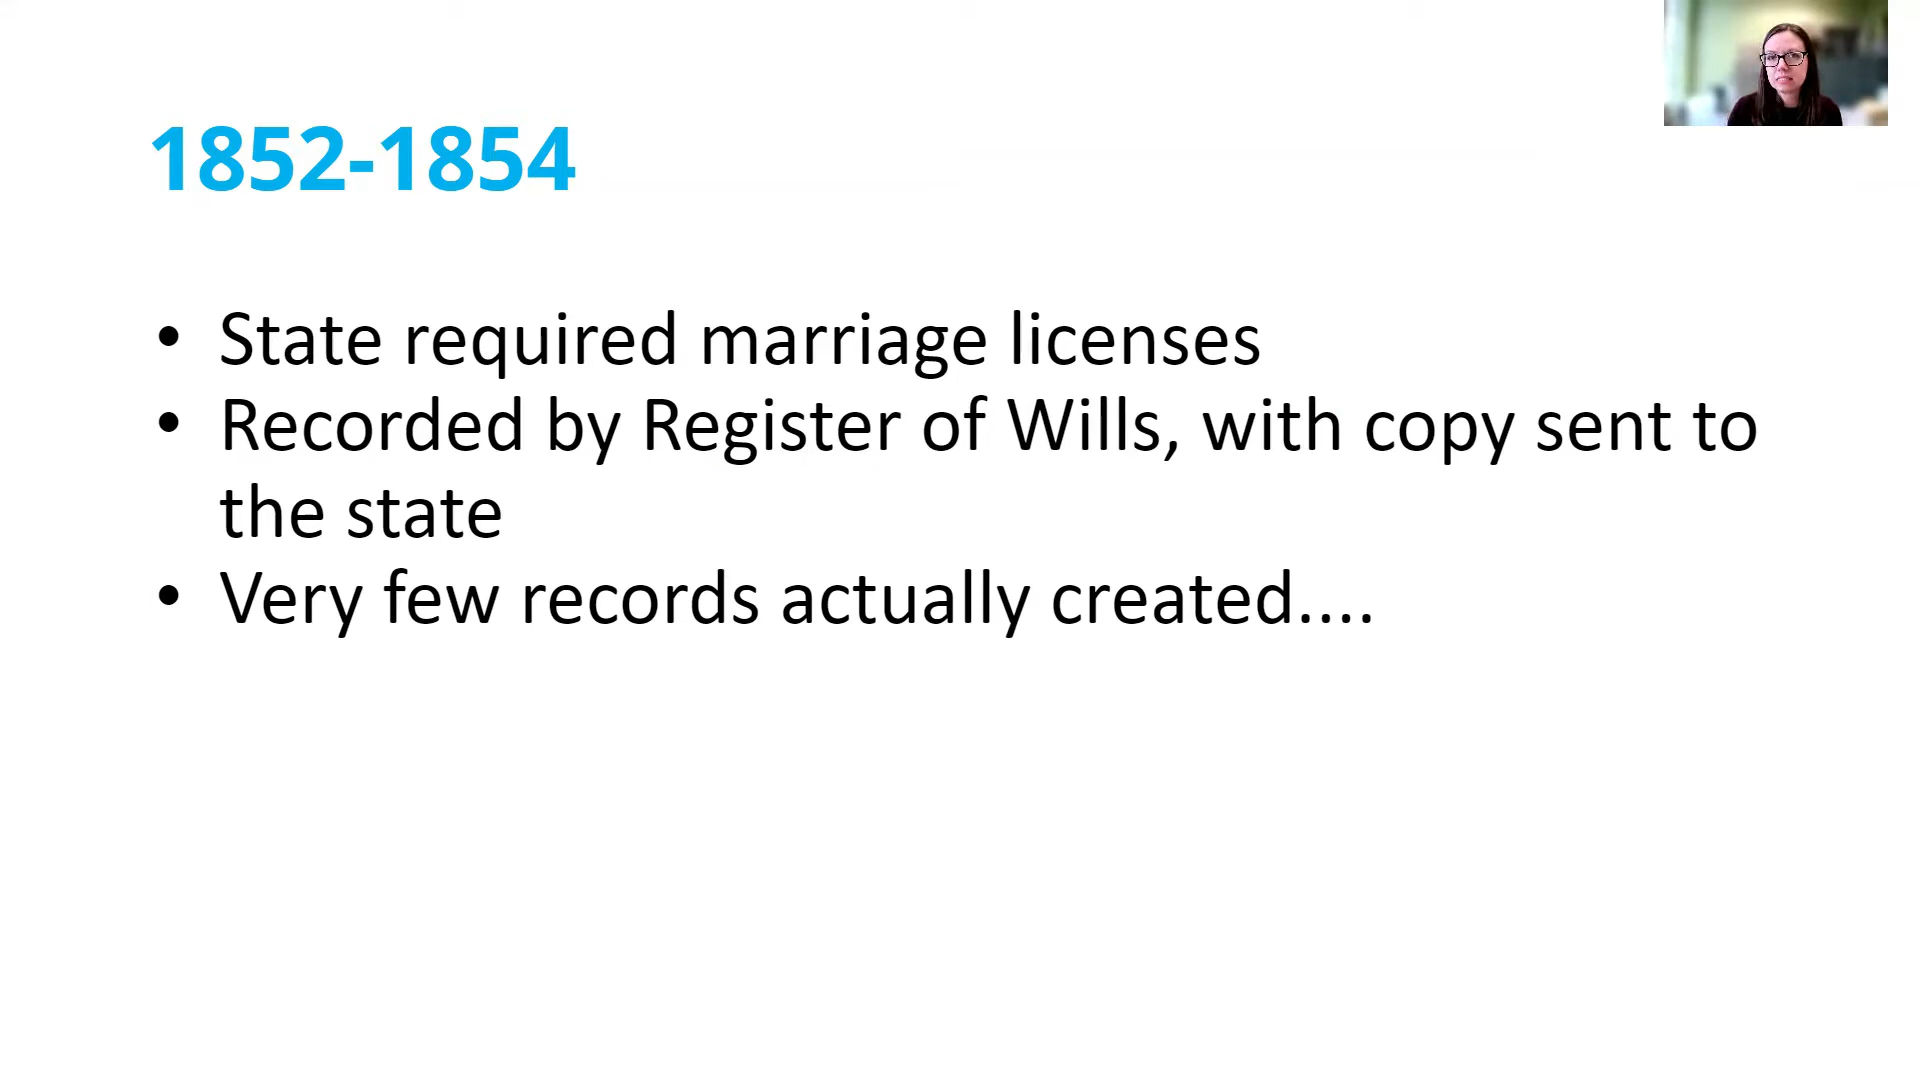 1852-1854
• State required marriage licenses
• Recorded by Register of Wills, with copy sent to
the state
• Very few records actually created....